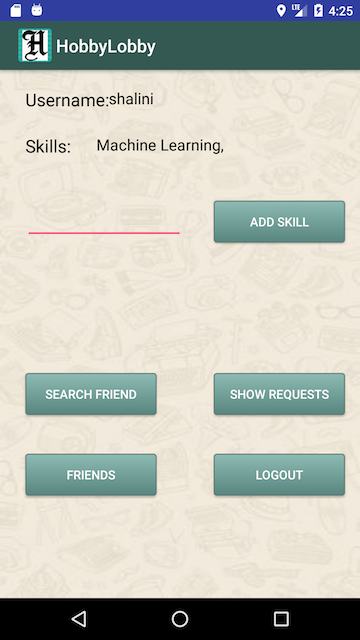 LTE 4:25
H HobbyLobby
Username:shalini
Skills: Machine Learning,
ADD SKILL
SEARCH FRIEND SHOW REQUESTS
FRIENDS LOGOUT